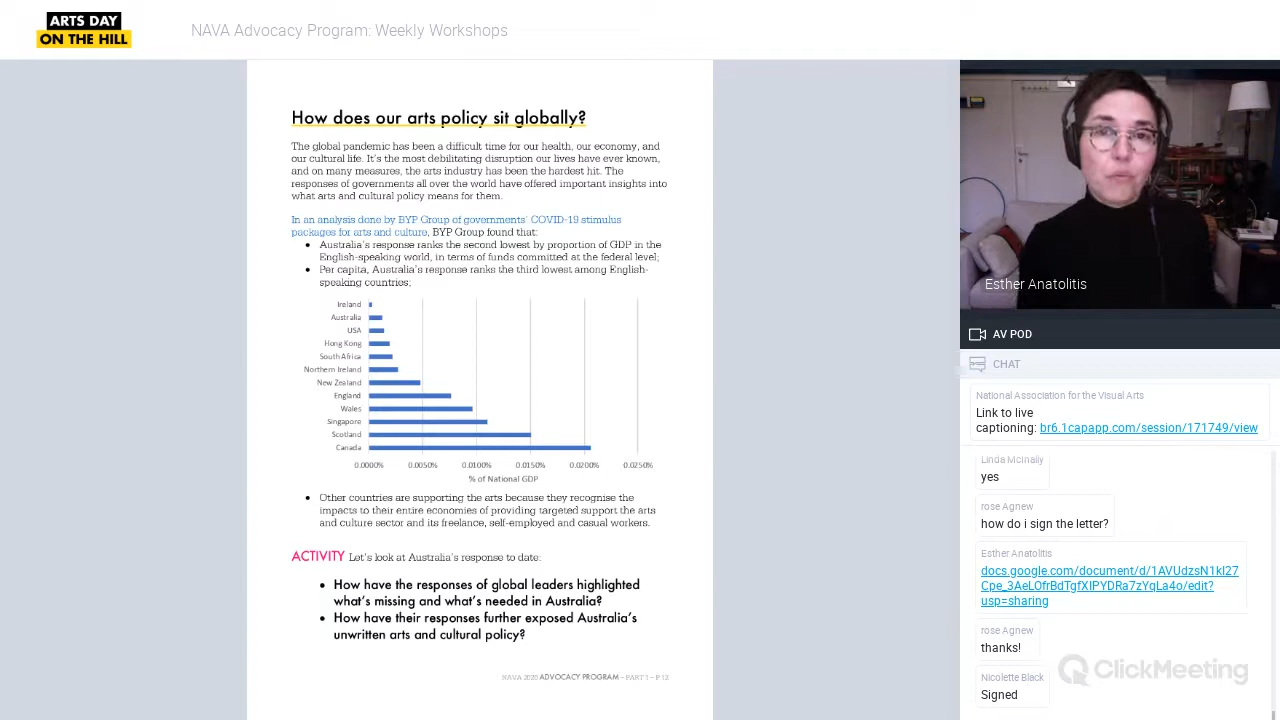 ARTS DAY
ON THE HILL
NAVA Advocacy Program: Weekly Workshops
How does our arts policy sit globally?
The global pandemic has been a difficult time for our health, our economy, and
our cultural life. It's the most debilitating disruption our lives have ever known,
and on many measures, the arts industry has been the hardest hit. The
responses of governments all over the world have offered important insights into
what arts and cultural policy means for them.
In an analysis done by BYP Group of governments' COVID-19 stimulus
packages for arts and culture, BYP Group found that:
• Australia's response ranks the second lowest by proportion of GDP in the
English-speaking world, in terms of funds committed at the federal level;
• Per capita, Australia's response ranks the third lowest among English-
speaking countries;
Ireland
Australia
USA
Hong Kong
South Africa
Northern Ireland
New Zealand
England
Wales
Singapore
Scotland
Canada
0.0000% 0.0050% 0.0100% 0.0150% 0.0200% 0.0250%
% of National GDP
• Other countries are supporting the arts because they recognise the
impacts to their entire economies of providing targeted support the arts
and culture sector and its freelance, self-employed and casual workers.
ACTIVITY Let's look at Australia's response to date:
• How have the responses of global leaders highlighted
what's missing and what's needed in Australia?
• How have their responses further exposed Australia's
unwritten arts and cultural policy?
NAVA 2020 ADVOCACY PROGRAM – PART 1 – P 12
Esther Anatolitis
AV POD
CHAT
National Association for the Visual Arts
Link to live
captioning: br6.1capapp.com/session/171749/view
Linda McInally
yes
rose Agnew
how do i sign the letter?
Esther Anatolitis
docs.google.com/document/d/1AVUdzsN1kI27
Cpe_3AeLOfrBdTgfXIPYDRa7zYqLa4o/edit?
usp=sharing
rose Agnew
thanks!
Nicolette Black
Signed
ClickMeeting